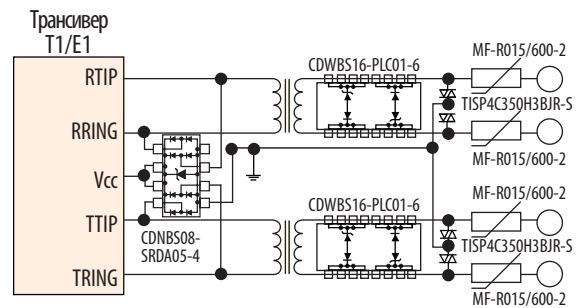 Трансивер
T1/E1
RTIP
RRING
Vcc
TTIP
TRING
CDNBS08-
SRDA05-4
CDWBS16-PLC01-6
MF-R015/600-2
TISP4C350H3BJR-S
MF-R015/600-2
CDWBS16-PLC01-6
MF-R015/600-2
TISP4C350H3BJR-S
MF-R015/600-2